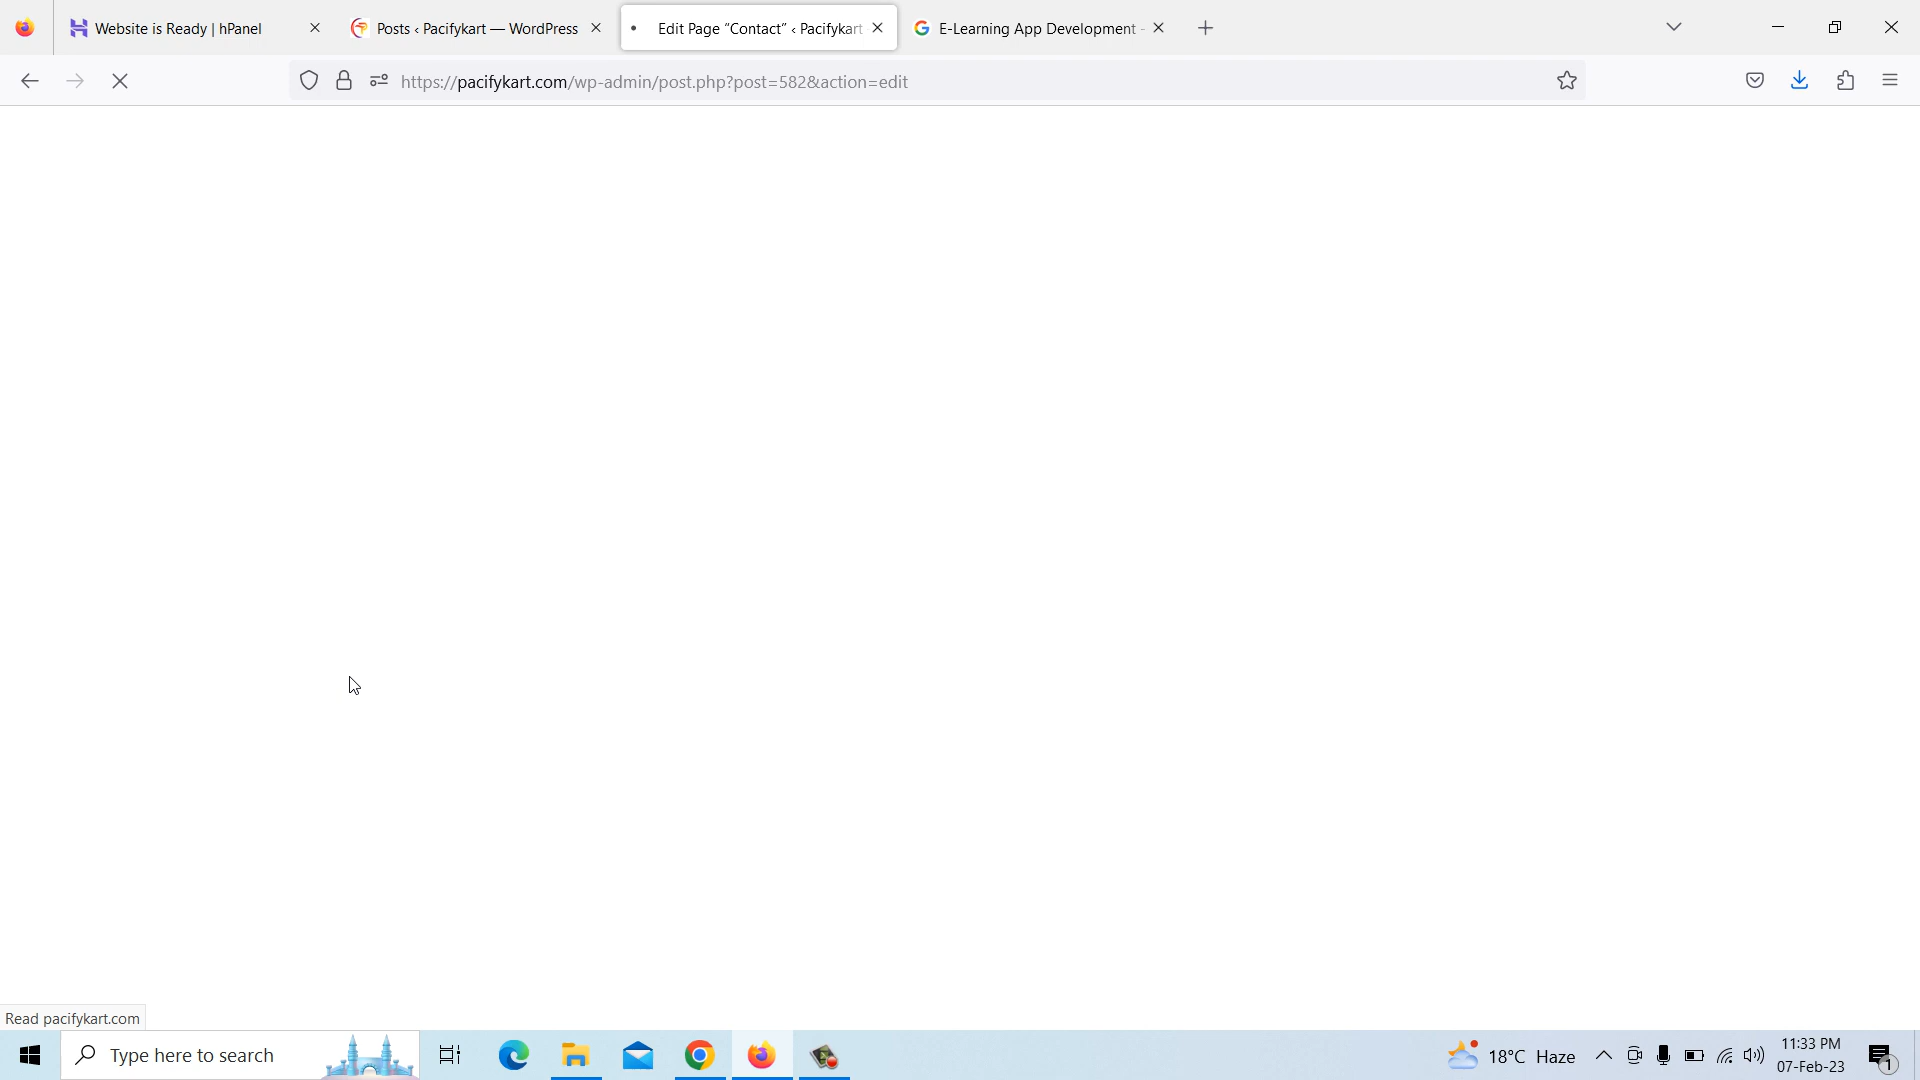 Website is Ready | hPanel
Posts ‹ Pacifykart — WordPress
Edit Page “Contact” ‹ Pacifykart
E-Learning App Development -
https://pacifykart.com/wp-admin/post.php?post=582&action=edit
Read pacifykart.com
Type here to search
18°C Haze
11:33 PM
07-Feb-23
1